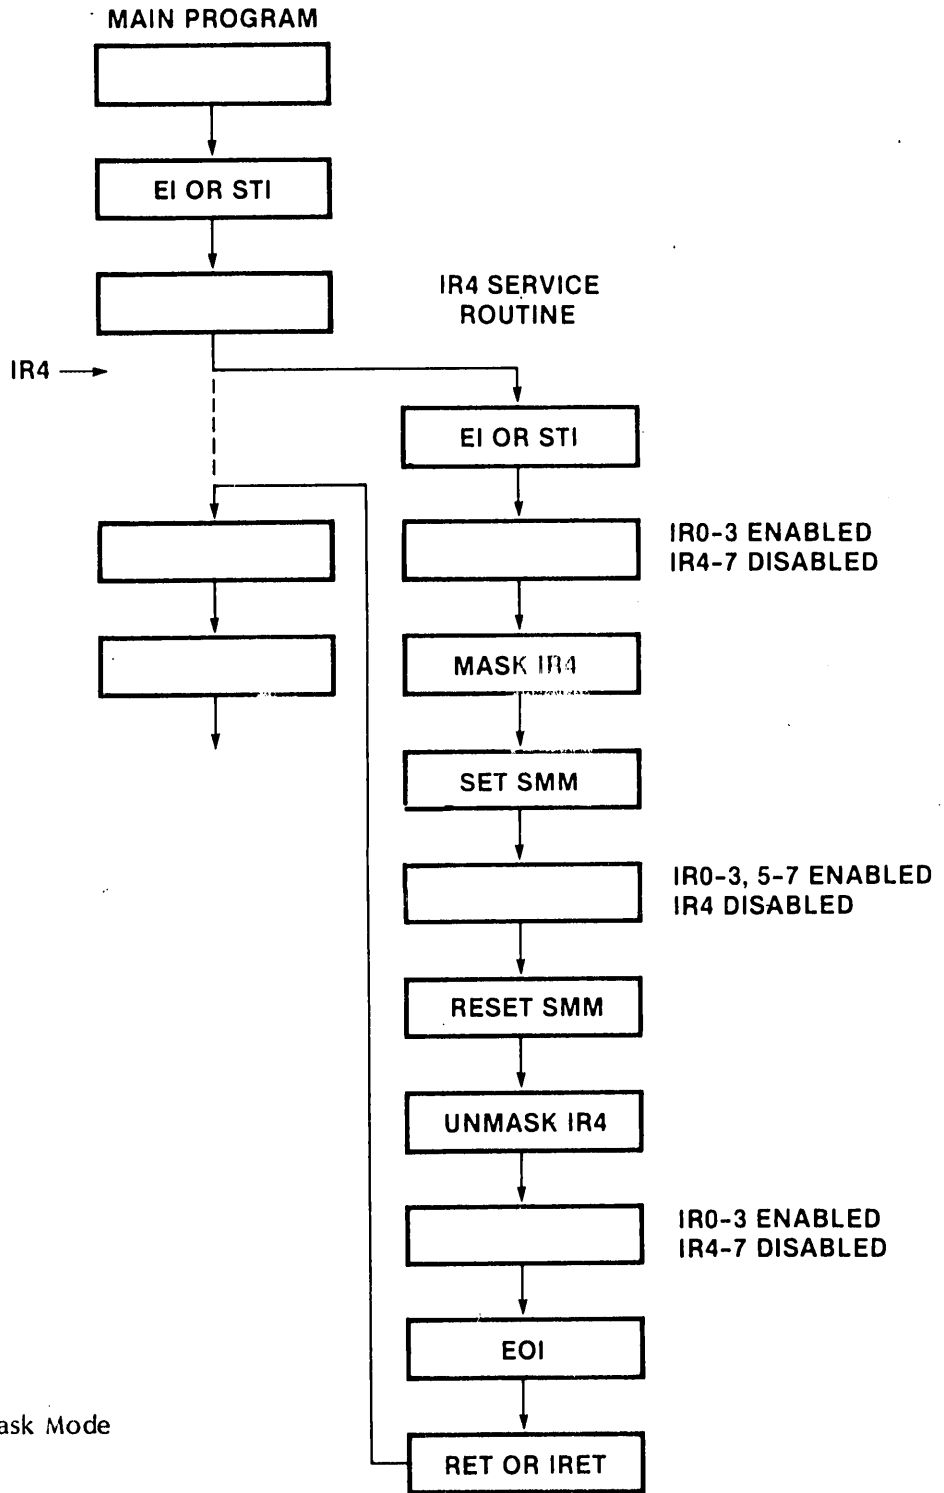 MAIN PROGRAM
EI OR STI
IR4 SERVICE
ROUTINE
IR4
EI OR STI
IR0-3 ENABLED
IR4-7 DISABLED
MASK IR4
SET SMM
IR0-3, 5-7 ENABLED
IR4 DISABLED
RESET SMM
UNMASK IR4
IR0-3 ENABLED
IR4-7 DISABLED
EOI
ask Mode
RET OR IRET